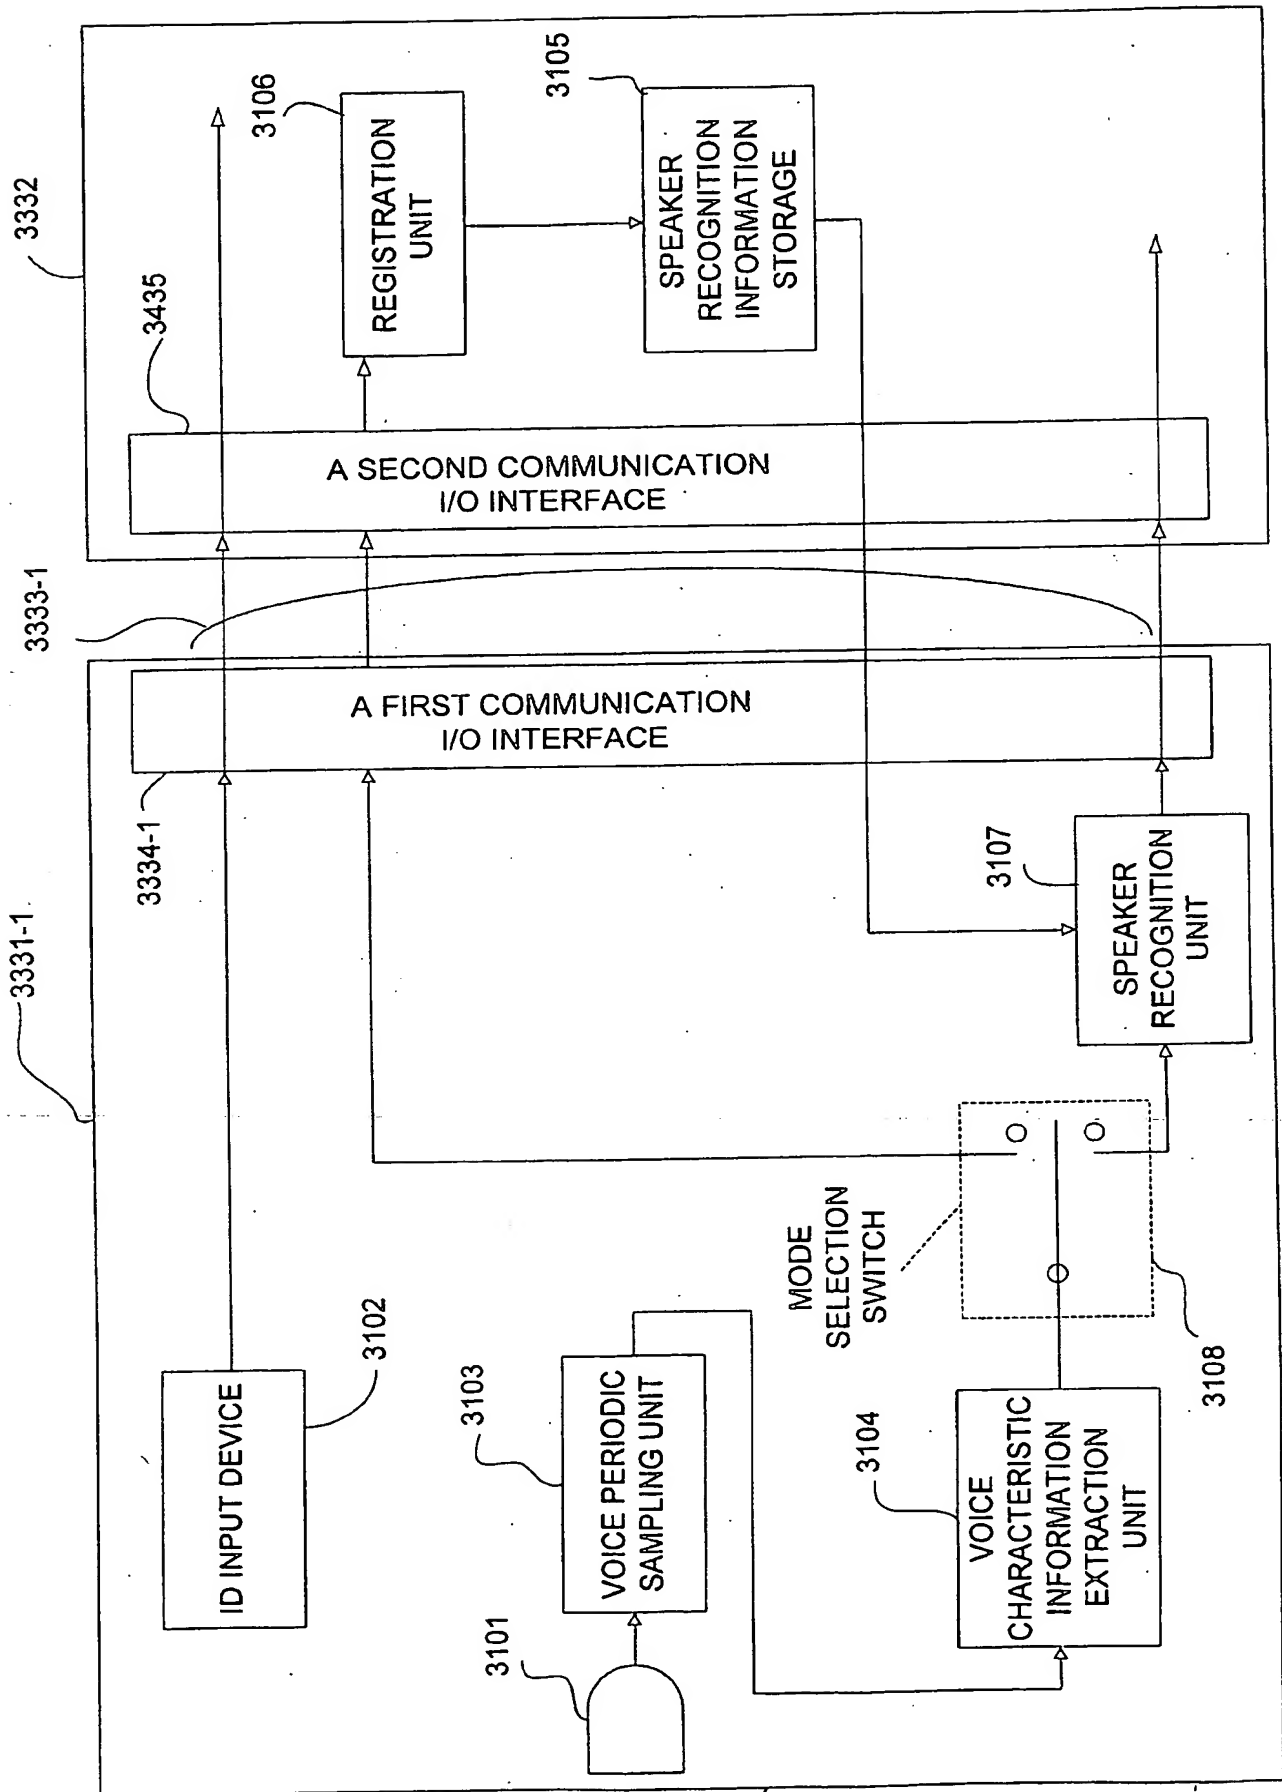 3331-1
3334-1
3333-1
3435
3332
ID INPUT DEVICE
3102
A FIRST COMMUNICATION
I/O INTERFACE
A SECOND COMMUNICATION
I/O INTERFACE
REGISTRATION
UNIT
3106
SPEAKER
RECOGNITION
INFORMATION
STORAGE
3105
3101
VOICE PERIODIC
SAMPLING UNIT
3103
VOICE
CHARACTERISTIC
INFORMATION
EXTRACTION
UNIT
3104
MODE
SELECTION
SWITCH
3108
SPEAKER
RECOGNITION
UNIT
3107